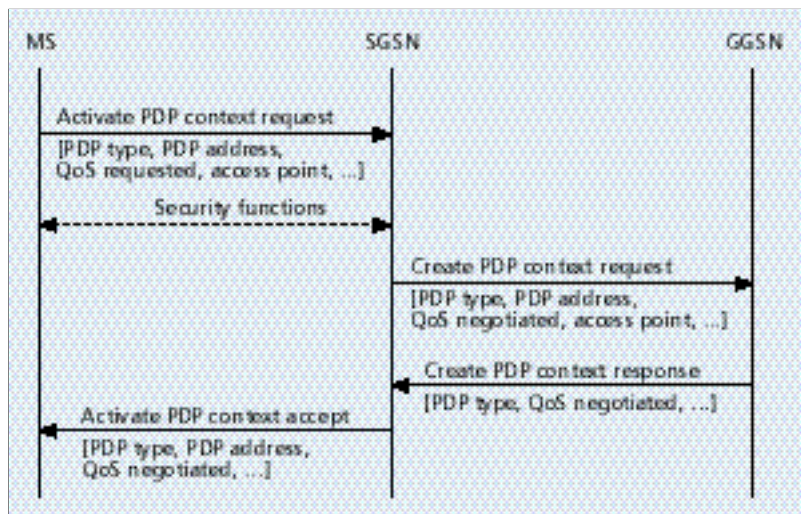 MS SGSN GGSN
Activate PDP context request
[PDP type, PDP address,
QoS requested, access point, ...]
Security functions
Create PDP context request
[PDP type, PDP address,
QoS negotiated, access point, ...]
Create PDP context response
[PDP type, QoS negotiated, ...]
Activate PDP context accept
[PDP type, PDP address,
QoS negotiated, ...]